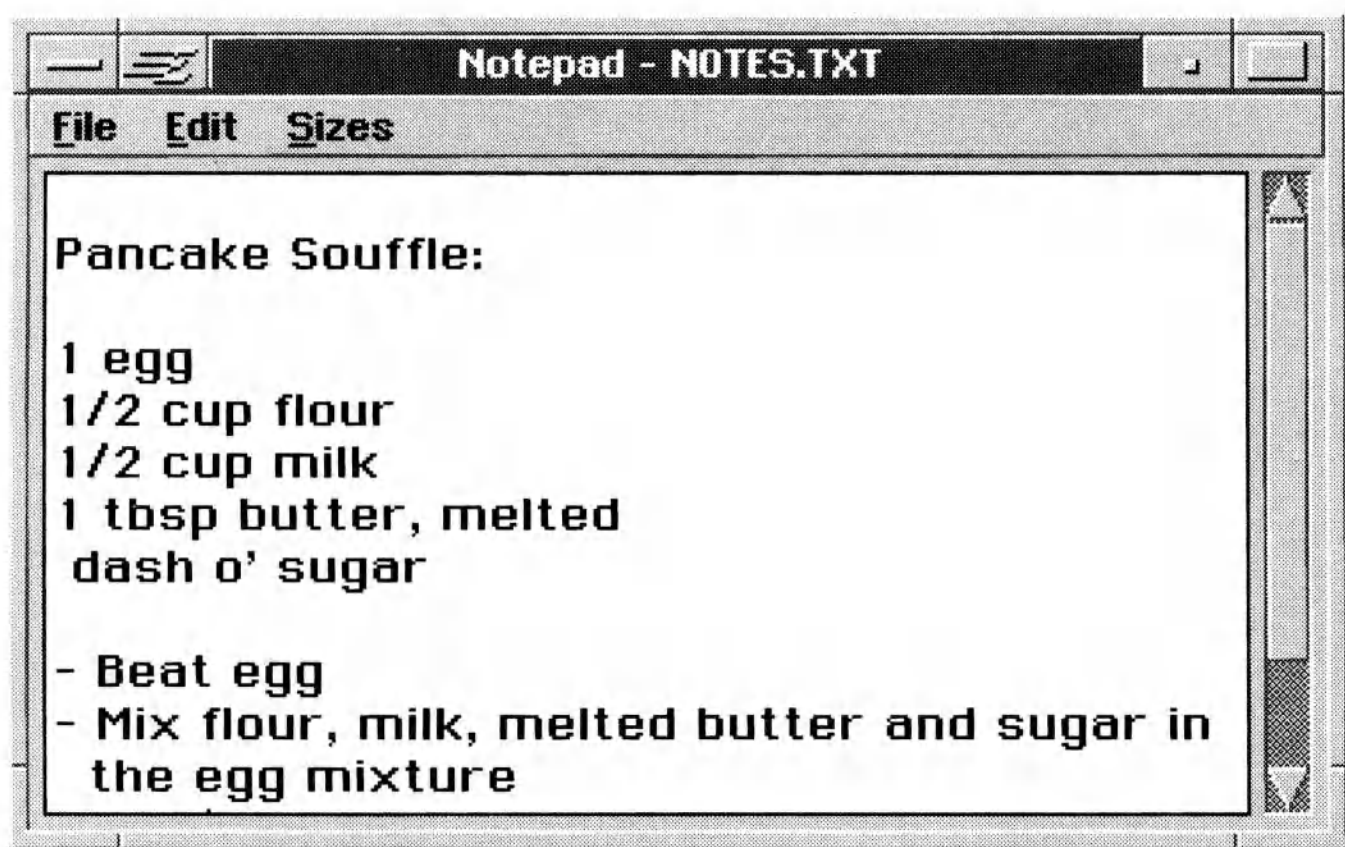 Notepad - NOTES.TXT
File Edit Sizes
Pancake Souffle:
1 egg
1/2 cup flour
1/2 cup milk
1 tbsp butter, melted
dash o' sugar
- Beat egg
- Mix flour, milk, melted butter and sugar in
the egg mixture